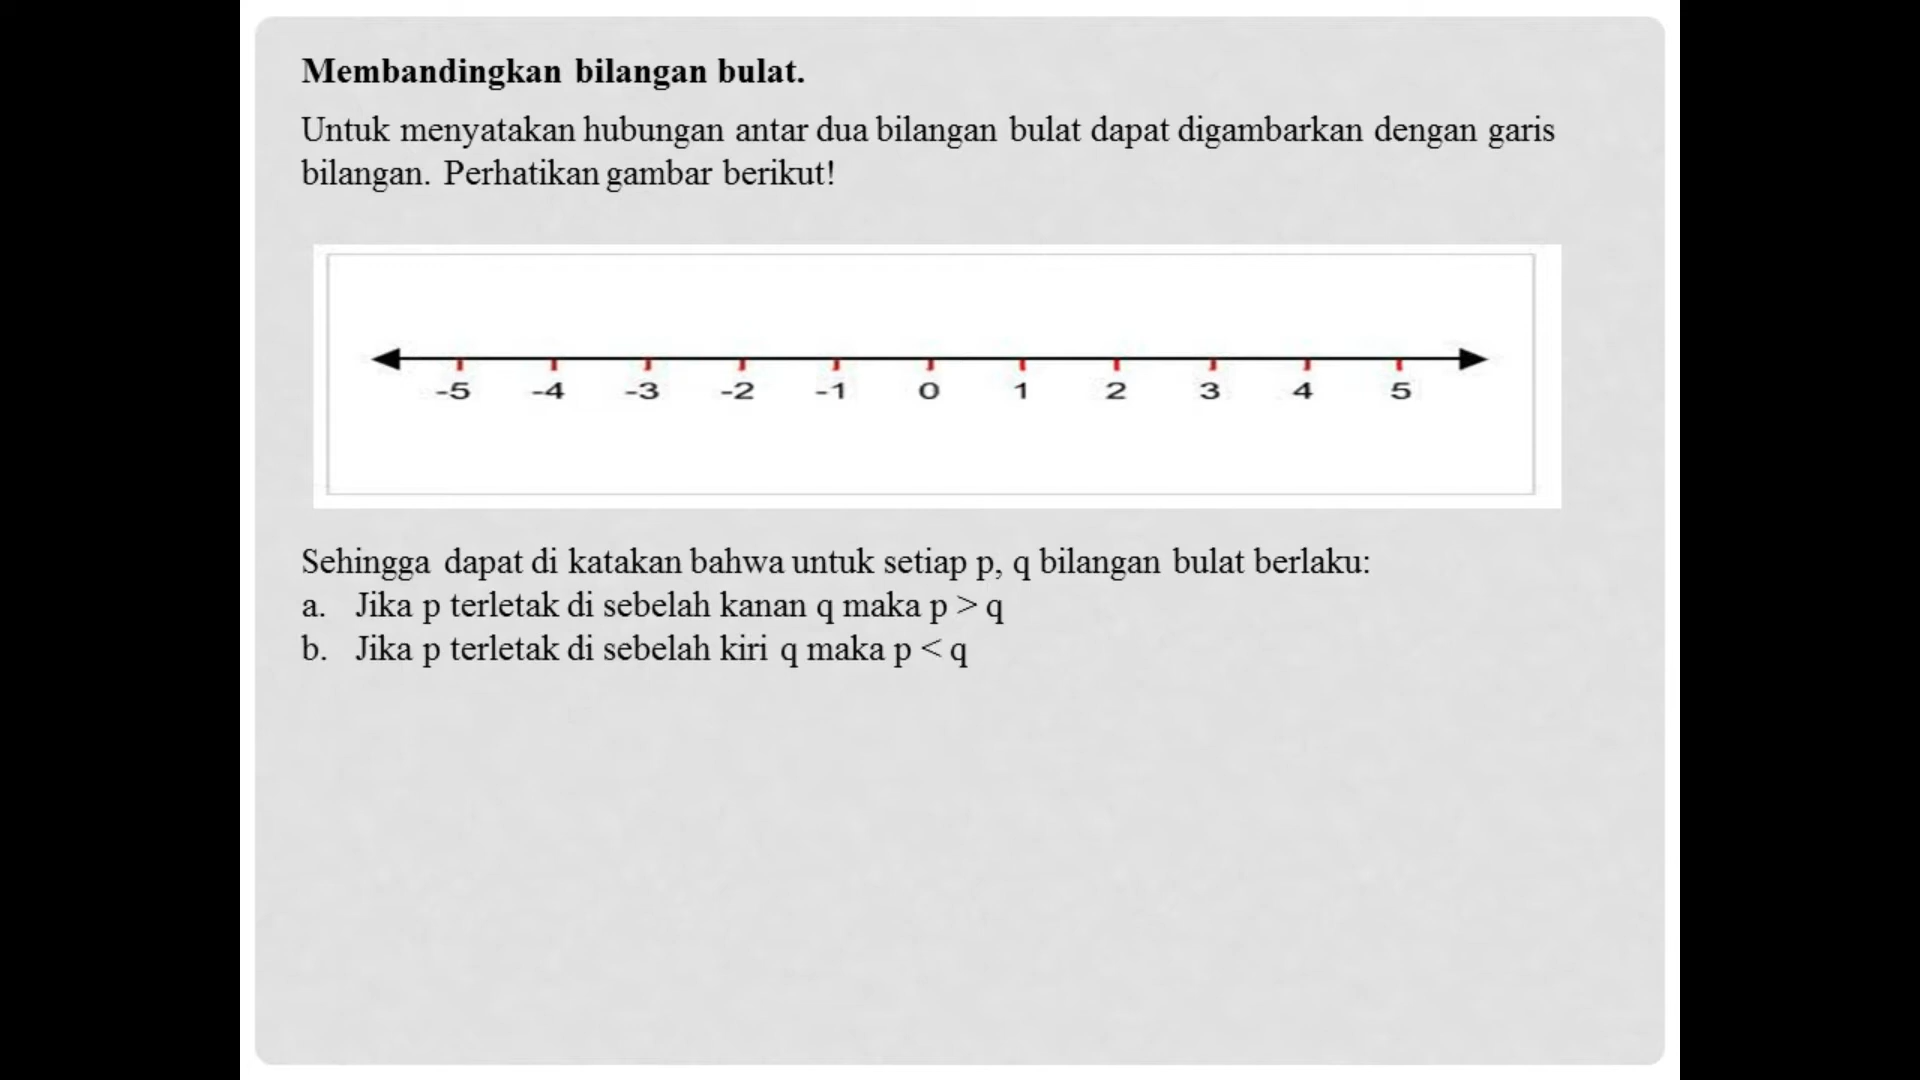 Membandingkan bilangan bulat.
Untuk menyatakan hubungan antar dua bilangan bulat dapat digambarkan dengan garis
bilangan. Perhatikan gambar berikut!
-5 -4 -3 -2 -1 0 1 2 3 4 5
Sehingga dapat di katakan bahwa untuk setiap p, q bilangan bulat berlaku:
a. Jika p terletak di sebelah kanan q maka p > q
b. Jika p terletak di sebelah kiri q maka p < q